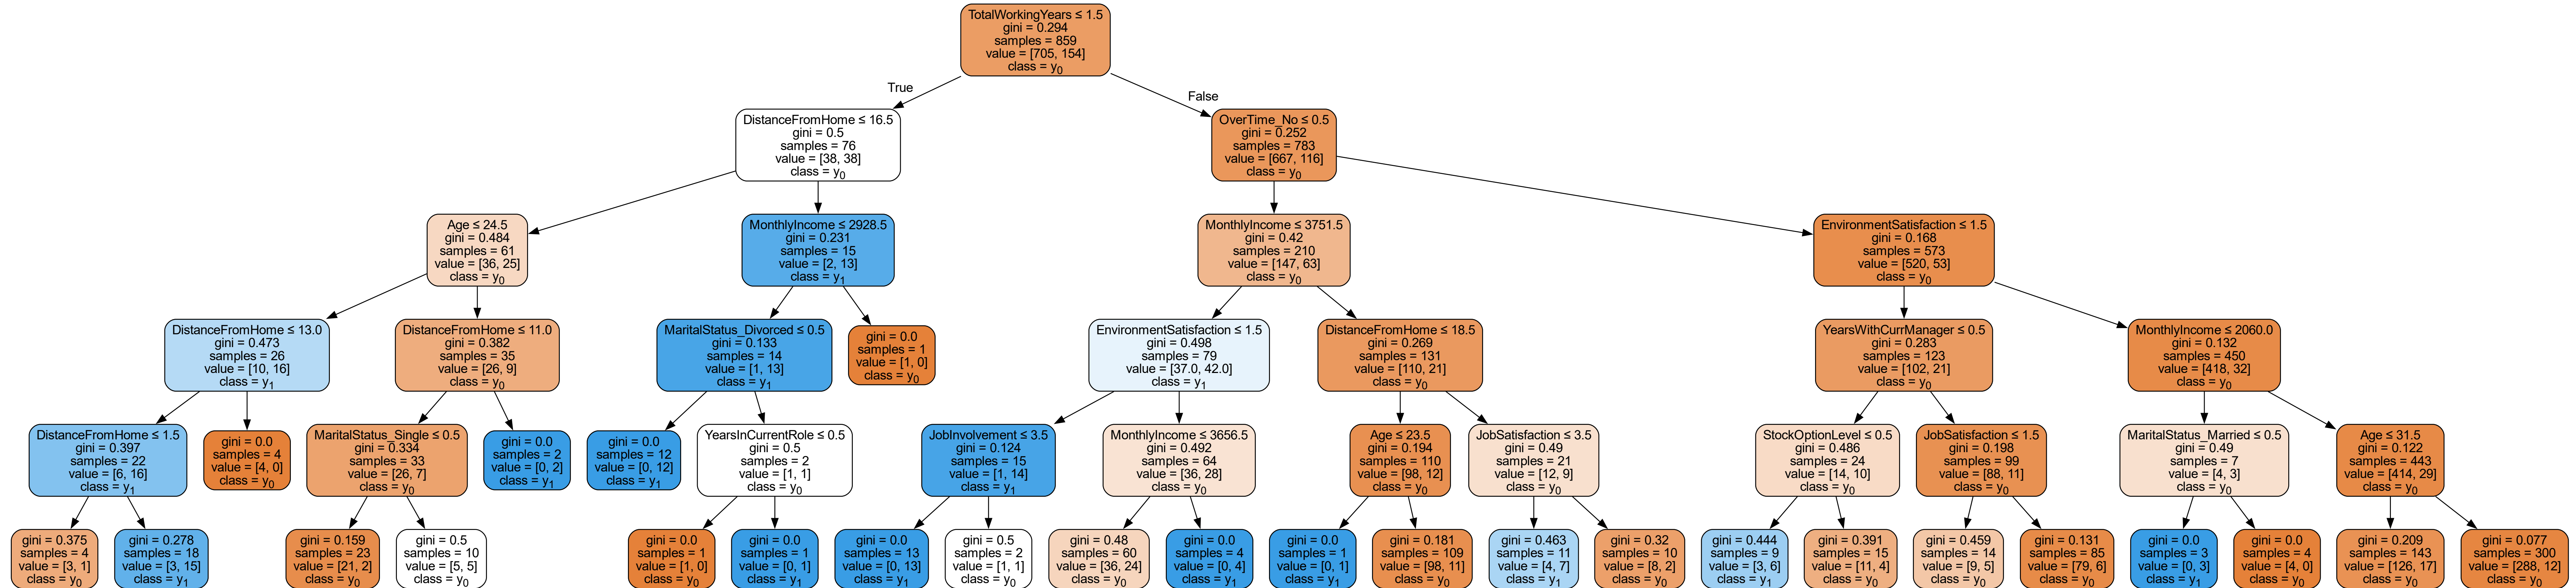 TotalWorkingYears ≤ 1.5
gini = 0.294
samples = 859
value = [705, 154]
class = y0
True
False
DistanceFromHome ≤ 16.5
gini = 0.5
samples = 76
value = [38, 38]
class = y0
OverTime_No ≤ 0.5
gini = 0.252
samples = 783
value = [667, 116]
class = y0
Age ≤ 24.5
gini = 0.484
samples = 61
value = [36, 25]
class = y0
MonthlyIncome ≤ 2928.5
gini = 0.231
samples = 15
value = [2, 13]
class = y1
MonthlyIncome ≤ 3751.5
gini = 0.42
samples = 210
value = [147, 63]
class = y0
EnvironmentSatisfaction ≤ 1.5
gini = 0.168
samples = 573
value = [520, 53]
class = y0
DistanceFromHome ≤ 13.0
gini = 0.473
samples = 26
value = [10, 16]
class = y1
DistanceFromHome ≤ 11.0
gini = 0.382
samples = 35
value = [26, 9]
class = y0
MaritalStatus_Divorced ≤ 0.5
gini = 0.133
samples = 14
value = [1, 13]
class = y1
gini = 0.0
samples = 1
value = [1, 0]
class = y0
EnvironmentSatisfaction ≤ 1.5
gini = 0.498
samples = 79
value = [37.0, 42.0]
class = y1
DistanceFromHome ≤ 18.5
gini = 0.269
samples = 131
value = [110, 21]
class = y0
YearsWithCurrManager ≤ 0.5
gini = 0.283
samples = 123
value = [102, 21]
class = y0
MonthlyIncome ≤ 2060.0
gini = 0.132
samples = 450
value = [418, 32]
class = y0
DistanceFromHome ≤ 1.5
gini = 0.397
samples = 22
value = [6, 16]
class = y1
gini = 0.0
samples = 4
value = [4, 0]
class = y0
MaritalStatus_Single ≤ 0.5
gini = 0.334
samples = 33
value = [26, 7]
class = y0
gini = 0.0
samples = 2
value = [0, 2]
class = y1
gini = 0.0
samples = 12
value = [0, 12]
class = y1
YearsInCurrentRole ≤ 0.5
gini = 0.5
samples = 2
value = [1, 1]
class = y0
JobInvolvement ≤ 3.5
gini = 0.124
samples = 15
value = [1, 14]
class = y1
MonthlyIncome ≤ 3656.5
gini = 0.492
samples = 64
value = [36, 28]
class = y0
Age ≤ 23.5
gini = 0.194
samples = 110
value = [98, 12]
class = y0
JobSatisfaction ≤ 3.5
gini = 0.49
samples = 21
value = [12, 9]
class = y0
StockOptionLevel ≤ 0.5
gini = 0.486
samples = 24
value = [14, 10]
class = y0
JobSatisfaction ≤ 1.5
gini = 0.198
samples = 99
value = [88, 11]
class = y0
MaritalStatus_Married ≤ 0.5
gini = 0.49
samples = 7
value = [4, 3]
class = y0
Age ≤ 31.5
gini = 0.122
samples = 443
value = [414, 29]
class = y0
gini = 0.375
samples = 4
value = [3, 1]
class = y0
gini = 0.278
samples = 18
value = [3, 15]
class = y1
gini = 0.159
samples = 23
value = [21, 2]
class = y0
gini = 0.5
samples = 10
value = [5, 5]
class = y0
gini = 0.0
samples = 1
value = [1, 0]
class = y0
gini = 0.0
samples = 1
value = [0, 1]
class = y1
gini = 0.0
samples = 13
value = [0, 13]
class = y1
gini = 0.5
samples = 2
value = [1, 1]
class = y0
gini = 0.48
samples = 60
value = [36, 24]
class = y0
gini = 0.0
samples = 4
value = [0, 4]
class = y1
gini = 0.0
samples = 1
value = [0, 1]
class = y1
gini = 0.181
samples = 109
value = [98, 11]
class = y0
gini = 0.463
samples = 11
value = [4, 7]
class = y1
gini = 0.32
samples = 10
value = [8, 2]
class = y0
gini = 0.444
samples = 9
value = [3, 6]
class = y1
gini = 0.391
samples = 15
value = [11, 4]
class = y0
gini = 0.459
samples = 14
value = [9, 5]
class = y0
gini = 0.131
samples = 85
value = [79, 6]
class = y0
gini = 0.0
samples = 3
value = [0, 3]
class = y1
gini = 0.0
samples = 4
value = [4, 0]
class = y0
gini = 0.209
samples = 143
value = [126, 17]
class = y0
gini = 0.077
samples = 300
value = [288, 12]
class = y0